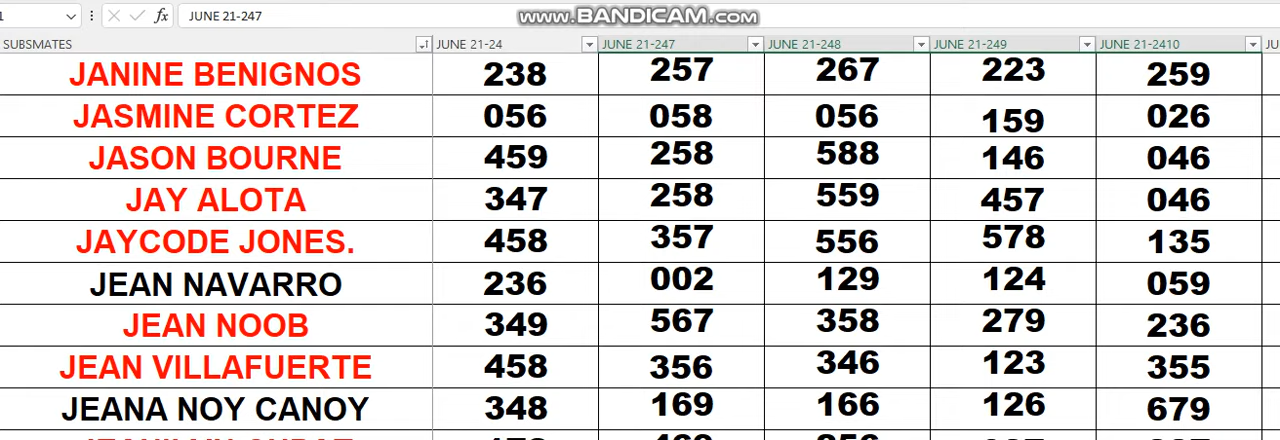 www.BANDICAM.com
1 fx JUNE 21-247
SUBSMATES JUNE 21-24 JUNE 21-247 JUNE 21-248 JUNE 21-249 JUNE 21-2410 JU
JANINE BENIGNOS 238 257 267 223 259
JASMINE CORTEZ 056 058 056 159 026
JASON BOURNE 459 258 588 146 046
JAY ALOTA 347 258 559 457 046
JAYCODE JONES. 458 357 556 578 135
JEAN NAVARRO 236 002 129 124 059
JEAN NOOB 349 567 358 279 236
JEAN VILLAFUERTE 458 356 346 123 355
JEANA NOY CANOY 348 169 166 126 679